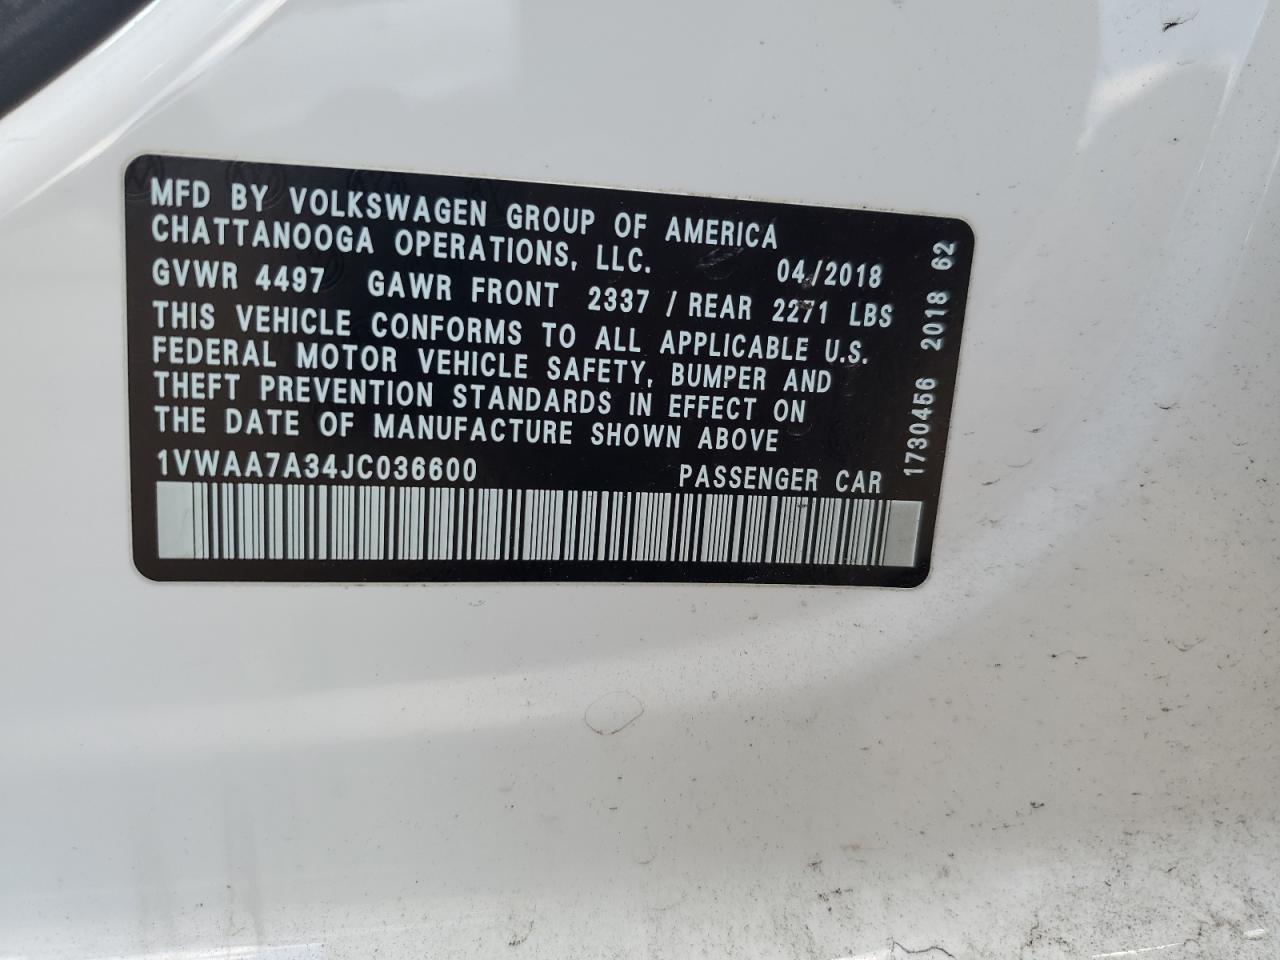 MFD BY VOLKSWAGEN GROUP OF AMERICA
CHATTANOOGA OPERATIONS, LLC. 04/2018
GVWR 4497 GAWR FRONT 2337 / REAR 2271 LBS
THIS VEHICLE CONFORMS TO ALL APPLICABLE U.S.
FEDERAL MOTOR VEHICLE SAFETY, BUMPER AND
THEFT PREVENTION STANDARDS IN EFFECT ON
THE DATE OF MANUFACTURE SHOWN ABOVE
1VWAA7A34JC036600 PASSENGER CAR
1730456 2018 62